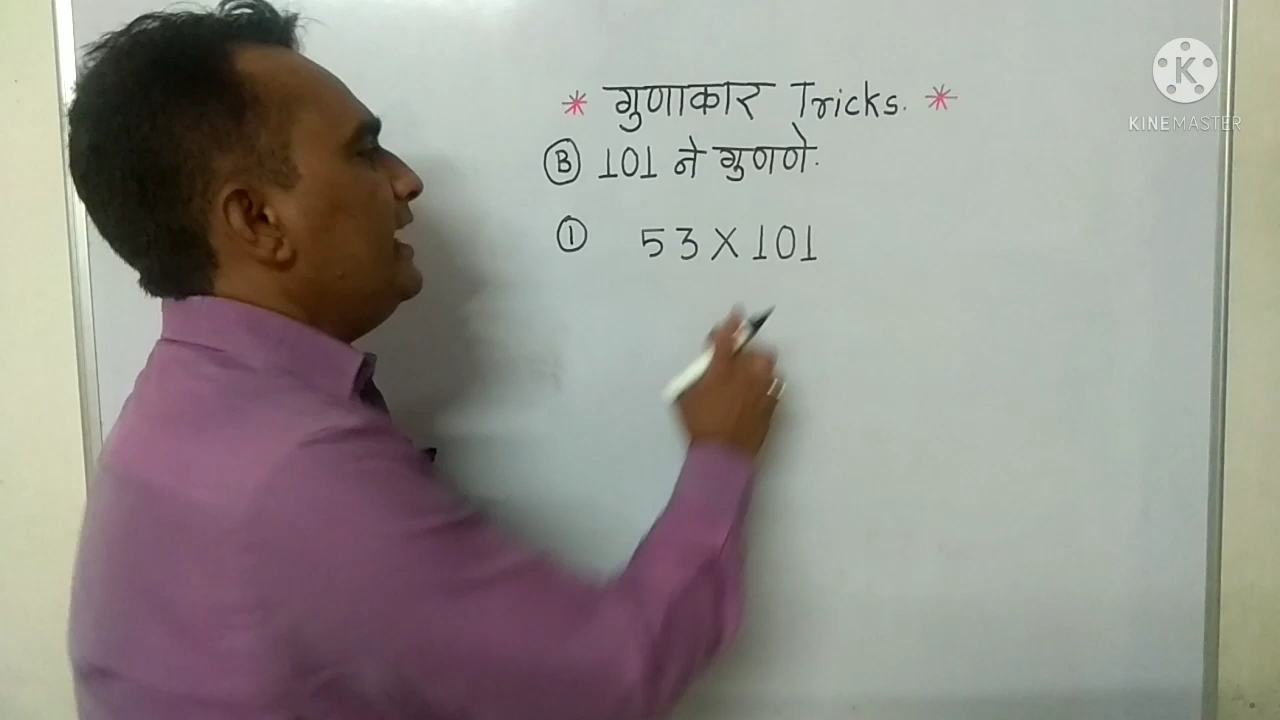 * गुणाकार Tricks. *
Ⓑ 101 ने गुणणे.
① 53 X 101
KINEMASTER